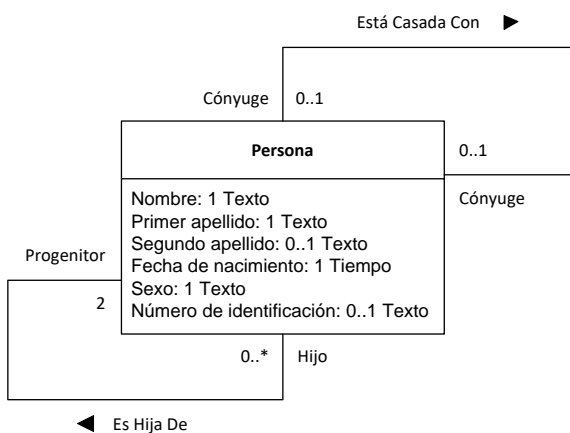 Está Casada Con
Cónyuge
0..1
Persona
0..1
Nombre: 1 Texto
Primer apellido: 1 Texto
Segundo apellido: 0..1 Texto
Fecha de nacimiento: 1 Tiempo
Sexo: 1 Texto
Número de identificación: 0..1 Texto
Cónyuge
Progenitor
2
0..*
Hijo
Es Hija De